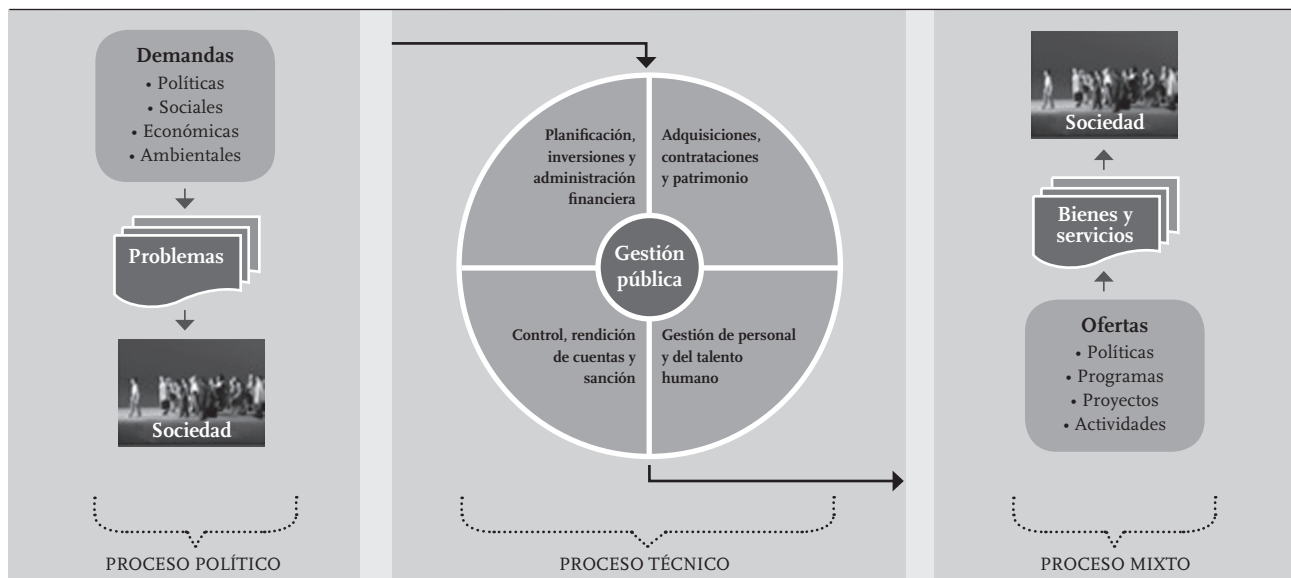 Demandas
• Políticas
• Sociales
• Económicas
• Ambientales
Problemas
Sociedad
PROCESO POLÍTICO
Planificación,
inversiones y
administración
financiera
Adquisiciones,
contrataciones
y patrimonio
Gestión
pública
Control, rendición
de cuentas y
sanción
Gestión de personal
y del talento
humano
PROCESO TÉCNICO
Sociedad
Bienes y
servicios
Ofertas
• Políticas
• Programas
• Proyectos
• Actividades
PROCESO MIXTO